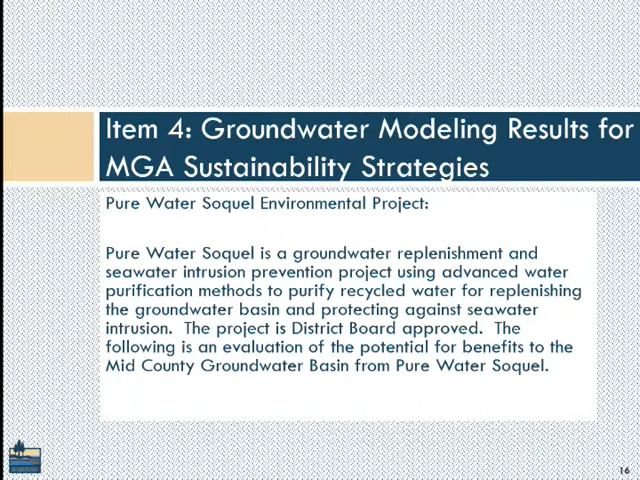 Item 4: Groundwater Modeling Results for
MGA Sustainability Strategies
Pure Water Soquel Environmental Project:
Pure Water Soquel is a groundwater replenishment and
seawater intrusion prevention project using advanced water
purification methods to purify recycled water for replenishing
the groundwater basin and protecting against seawater
intrusion.  The project is District Board approved.  The
following is an evaluation of the potential for benefits to the
Mid County Groundwater Basin from Pure Water Soquel.
16